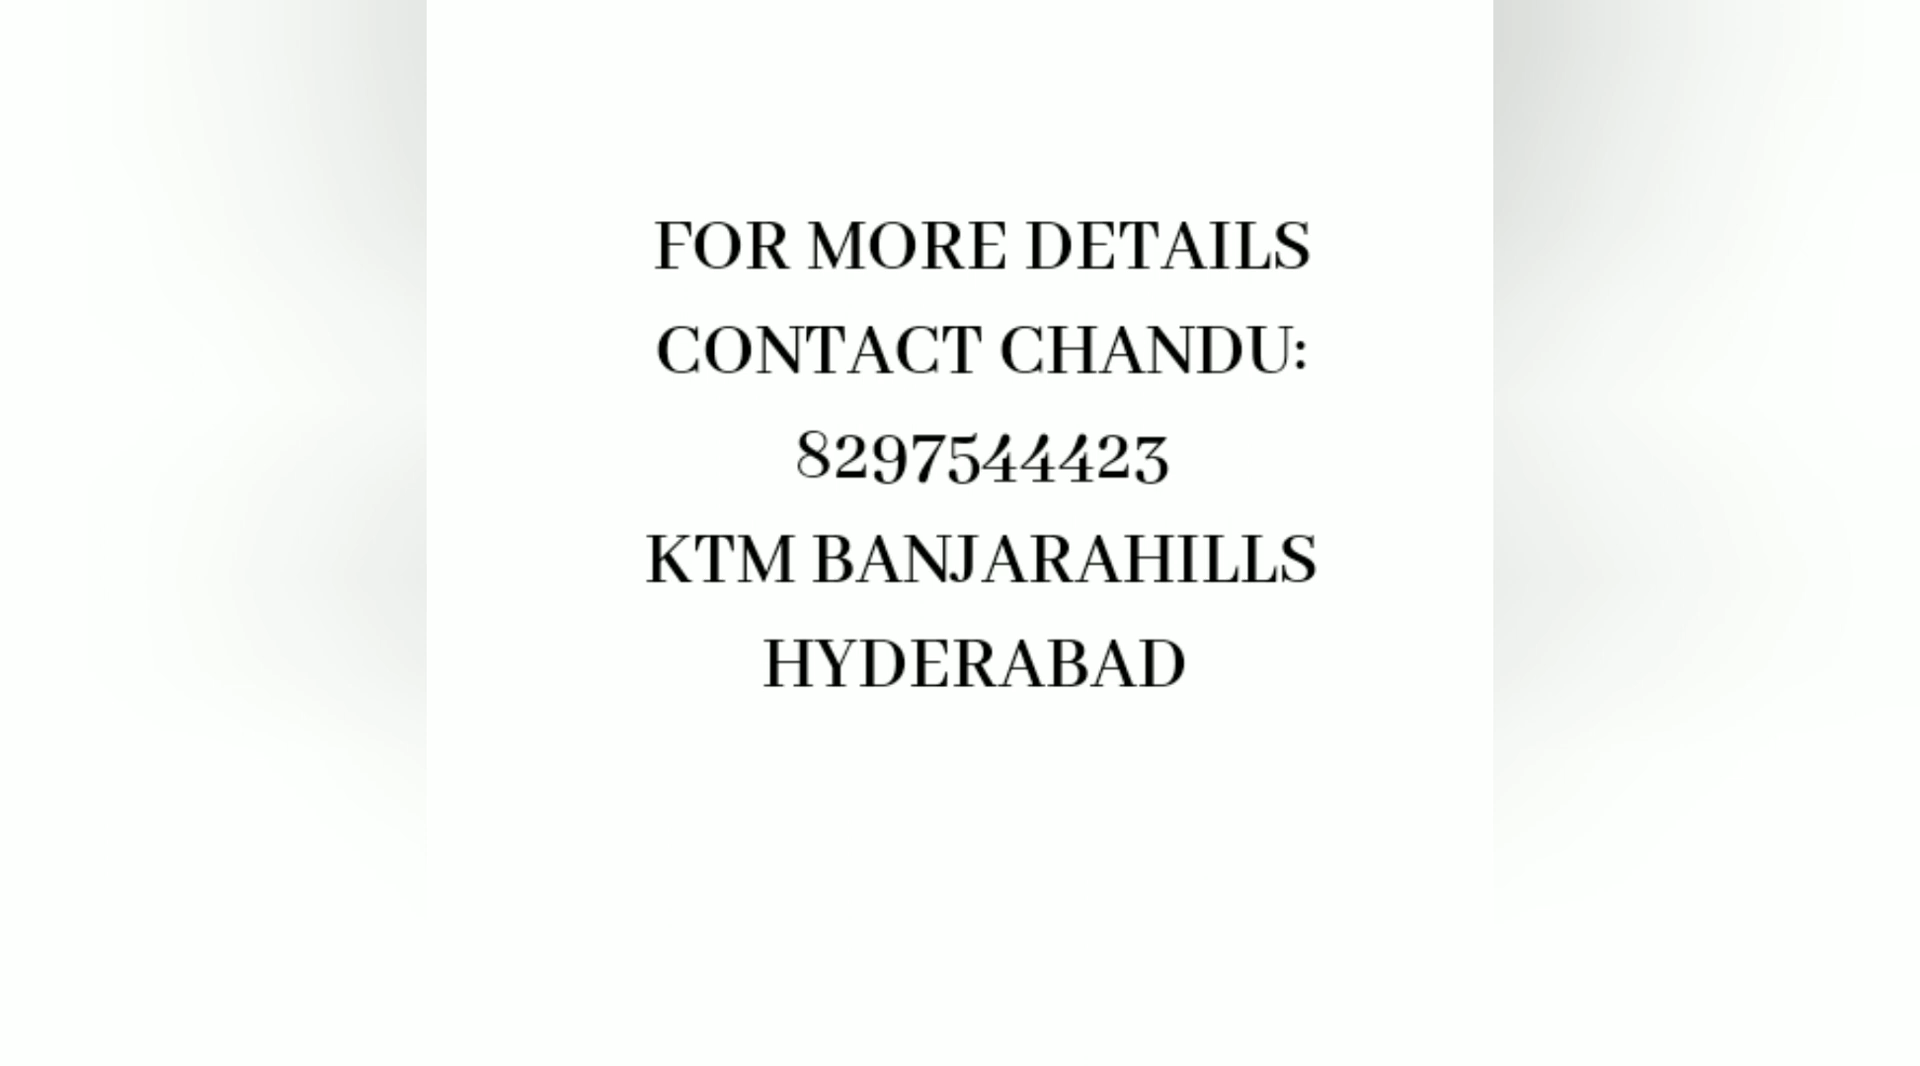 FOR MORE DETAILS
CONTACT CHANDU:
8297544423
KTM BANJARAHILLS
HYDERABAD